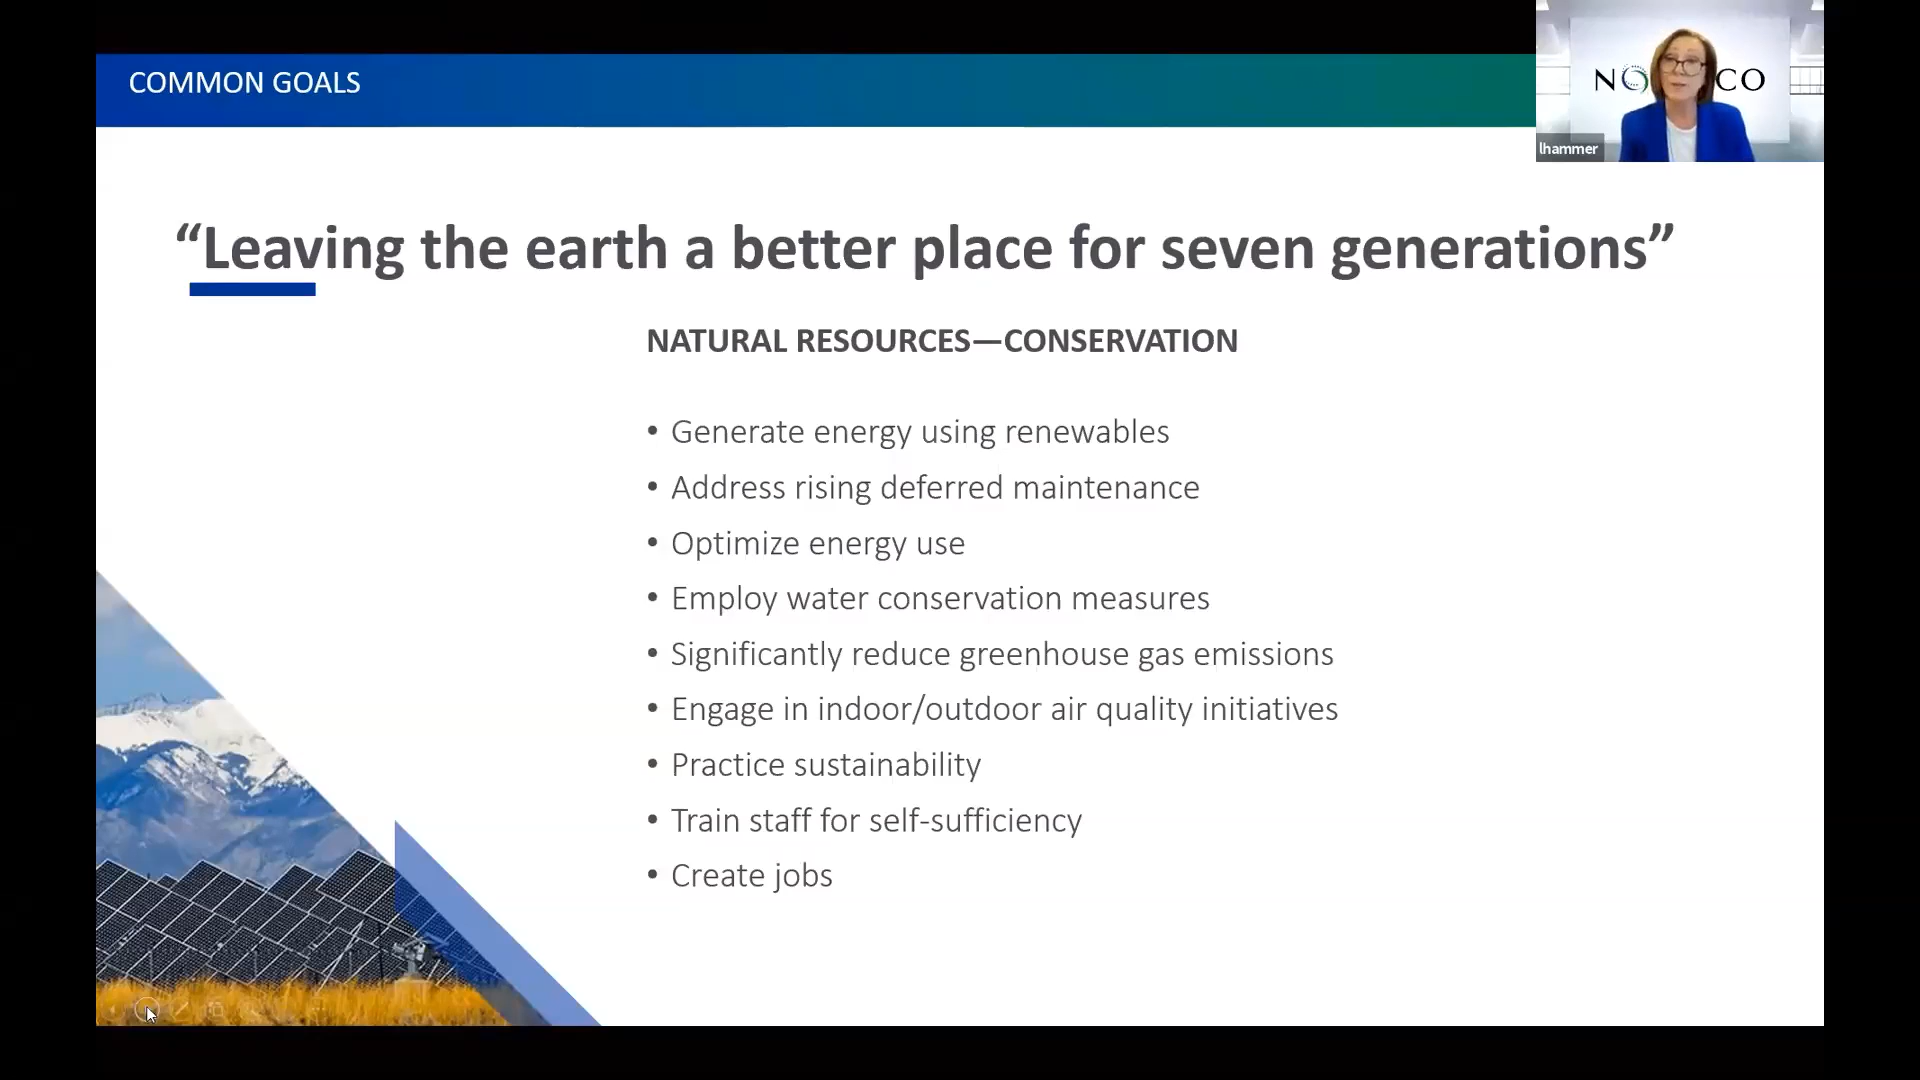 COMMON GOALS
lhammer
“Leaving the earth a better place for seven generations”
NATURAL RESOURCES—CONSERVATION
• Generate energy using renewables
• Address rising deferred maintenance
• Optimize energy use
• Employ water conservation measures
• Significantly reduce greenhouse gas emissions
• Engage in indoor/outdoor air quality initiatives
• Practice sustainability
• Train staff for self-sufficiency
• Create jobs